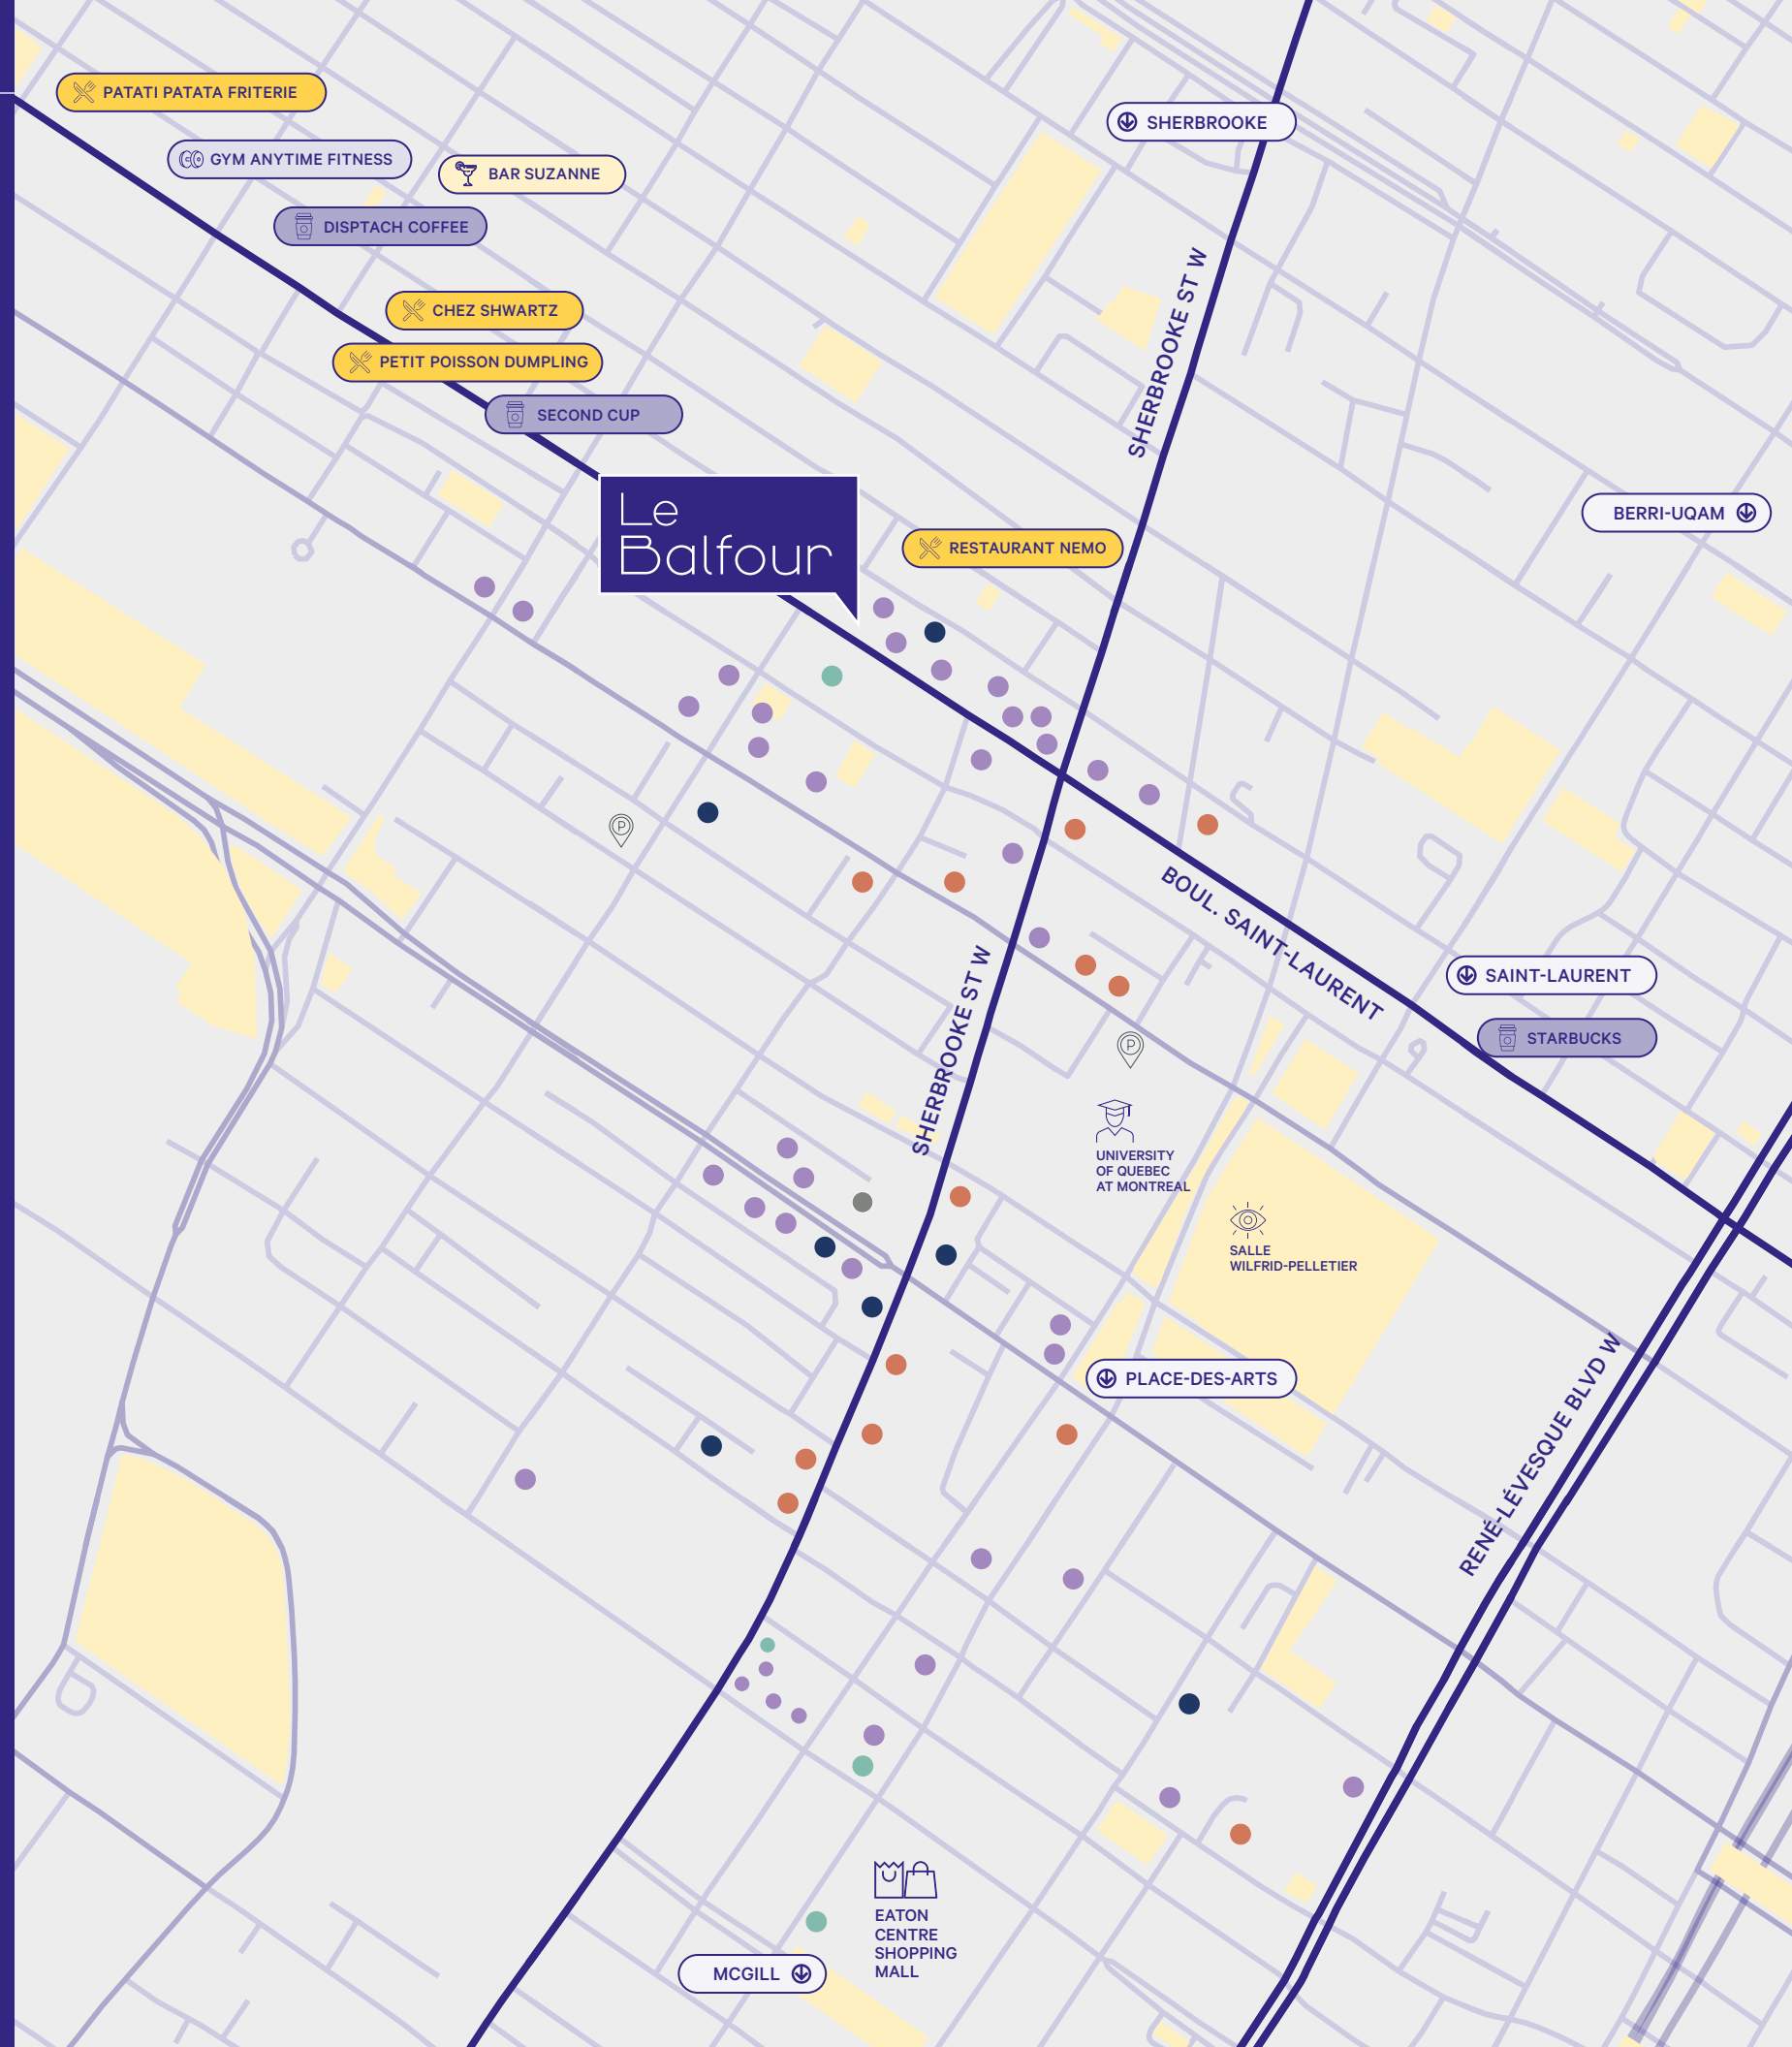 PATATI PATATA FRITERIE
SHERBROOKE
GYM ANYTIME FITNESS
BAR SUZANNE
DISPTACH COFFEE
CHEZ SHWARTZ
PETIT POISSON DUMPLING
SECOND CUP
SHERBROOKE ST W
Le
Balfour
BERRI-UQAM
RESTAURANT NEMO
P
BOUL. SAINT-LAURENT
SAINT-LAURENT
STARBUCKS
SHERBROOKE ST W
P
UNIVERSITY
OF QUEBEC
AT MONTREAL
SALLE
WILFRID-PELLETIER
PLACE-DES-ARTS
RENÉ-LÉVESQUE BLVD W
EATON
CENTRE
SHOPPING
MALL
MCGILL